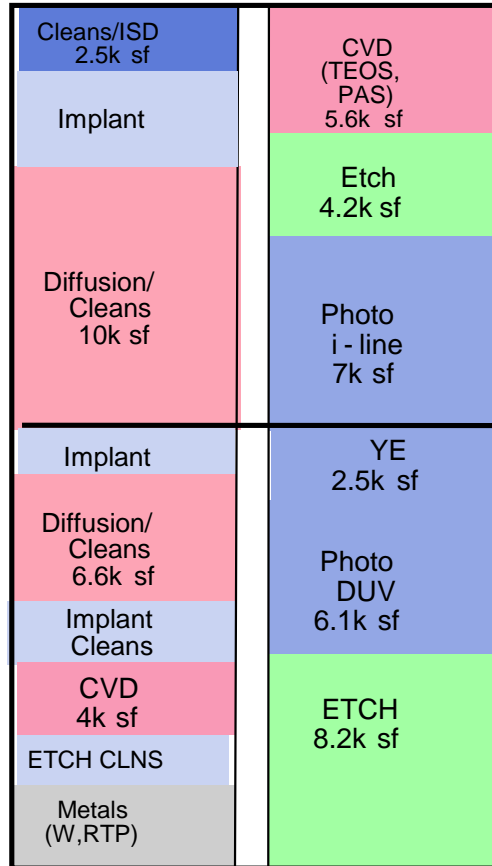 Cleans/ISD
2.5k sf
Implant
Diffusion/
Cleans
10k sf
Implant
Diffusion/
Cleans
6.6k sf
Implant
Cleans
CVD
4k sf
ETCH CLNS
Metals
(W,RTP)
CVD
(TEOS,
PAS)
5.6k sf
Etch
4.2k sf
Photo
i - line
7k sf
YE
2.5k sf
Photo
DUV
6.1k sf
ETCH
8.2k sf